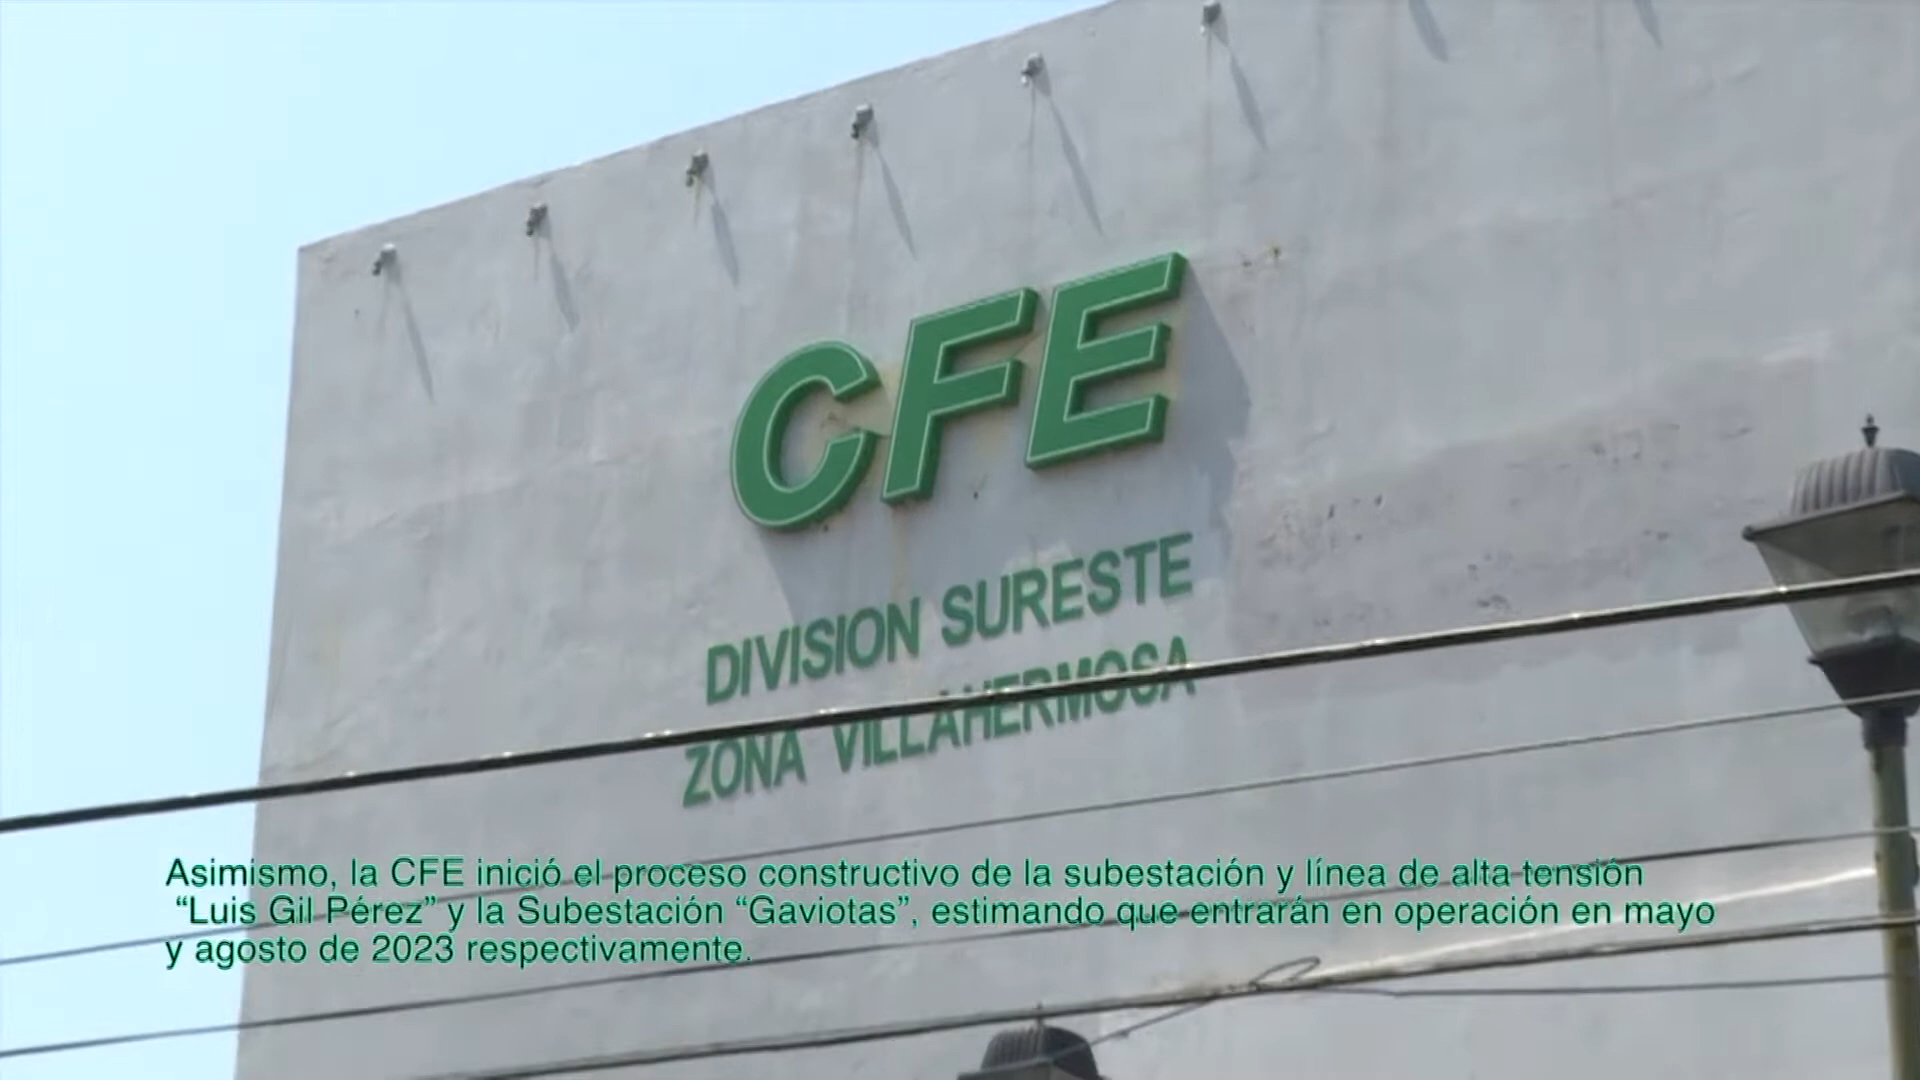 CFE
DIVISION SURESTE
ZONA VILLAHERMOSA
Asimismo, la CFE inició el proceso constructivo de la subestación y línea de alta tensión
“Luis Gil Pérez” y la Subestación “Gaviotas”, estimando que entrarán en operación en mayo
y agosto de 2023 respectivamente.